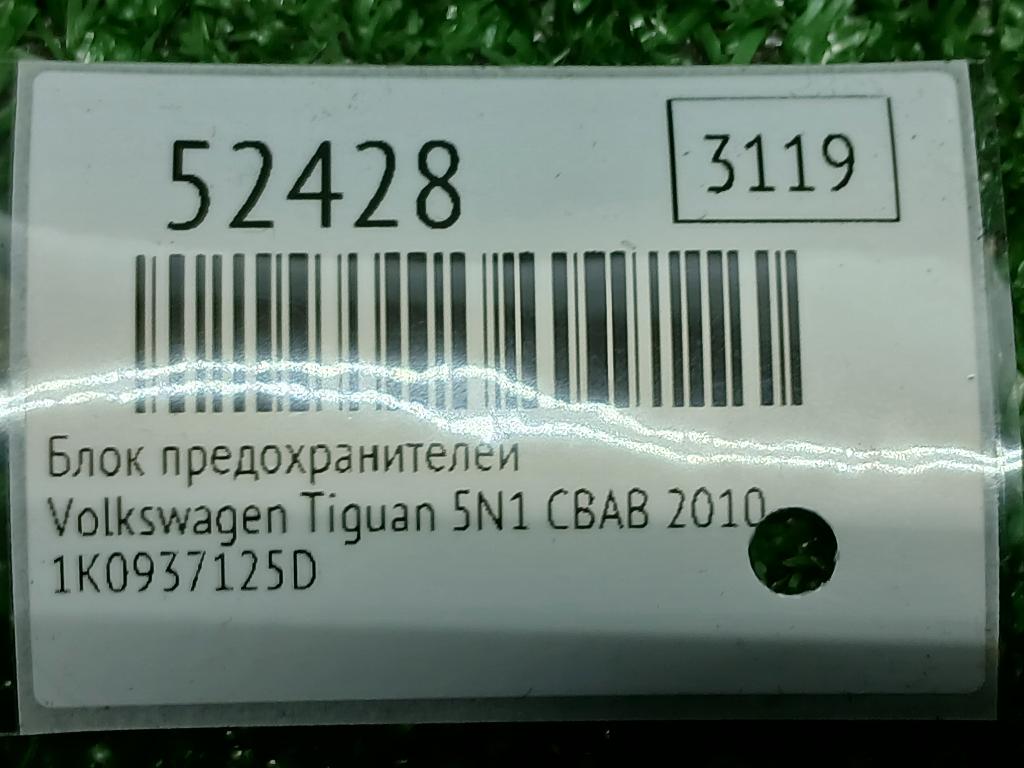 52428
3119
Блок предохранителей
Volkswagen Tiguan 5N1 CBAB 2010
1K0937125D